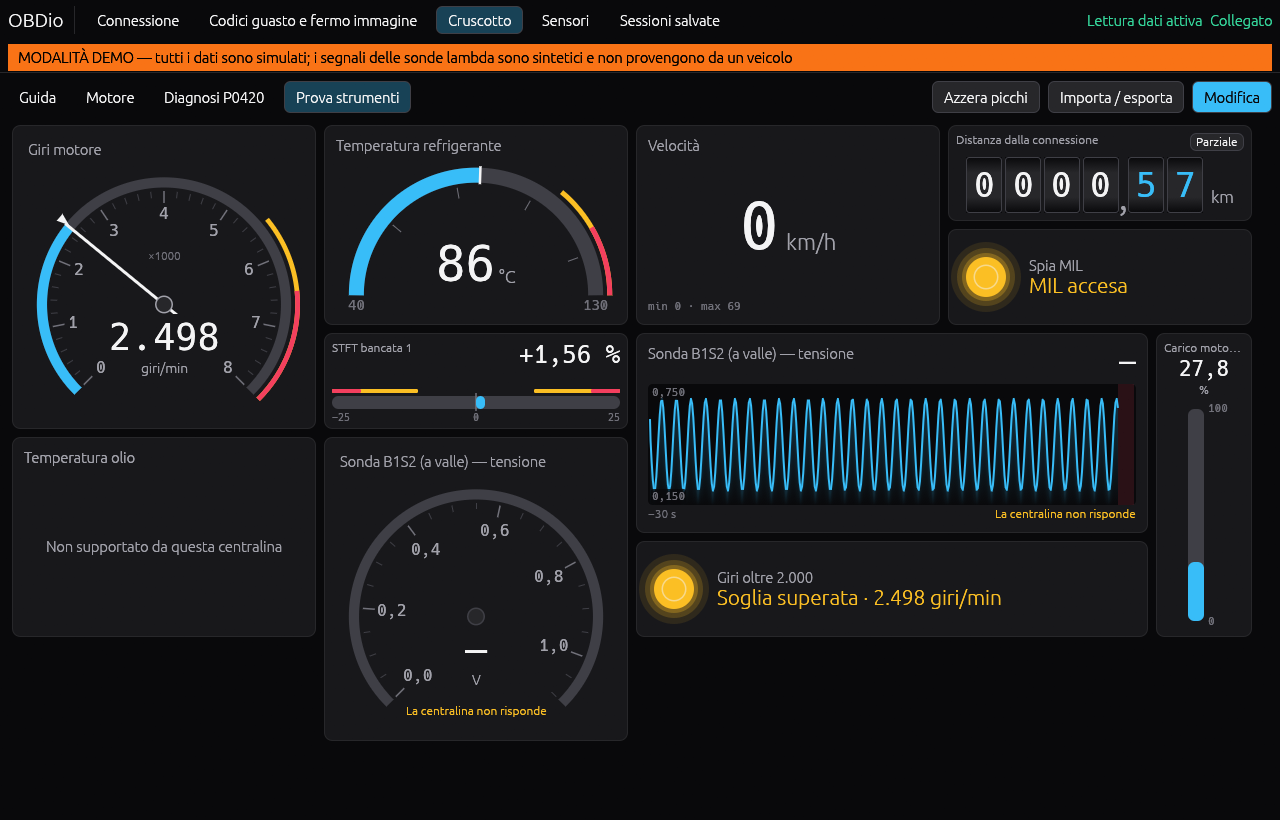 OBDio
Connessione
Codici guasto e fermo immagine
Cruscotto
Sensori
Sessioni salvate
Lettura dati attiva
Collegato
MODALITÀ DEMO — tutti i dati sono simulati; i segnali delle sonde lambda sono sintetici e non provengono da un veicolo
Guida
Motore
Diagnosi P0420
Prova strumenti
Azzera picchi
Importa / esporta
Modifica
Giri motore
0
1
2
3
4
5
6
7
8
×1000
2.498
giri/min
Temperatura refrigerante
86 °C
40
130
Velocità
0 km/h
min 0 · max 69
Distanza dalla connessione
Parziale
0000,57 km
Spia MIL
MIL accesa
STFT bancata 1
+1,56 %
−25
0
25
Sonda B1S2 (a valle) — tensione
—
0,750
0,150
−30 s
La centralina non risponde
Carico moto…
27,8
%
100
0
Temperatura olio
Non supportato da questa centralina
Sonda B1S2 (a valle) — tensione
0,0
0,2
0,4
0,6
0,8
1,0
—
V
La centralina non risponde
Giri oltre 2.000
Soglia superata · 2.498 giri/min